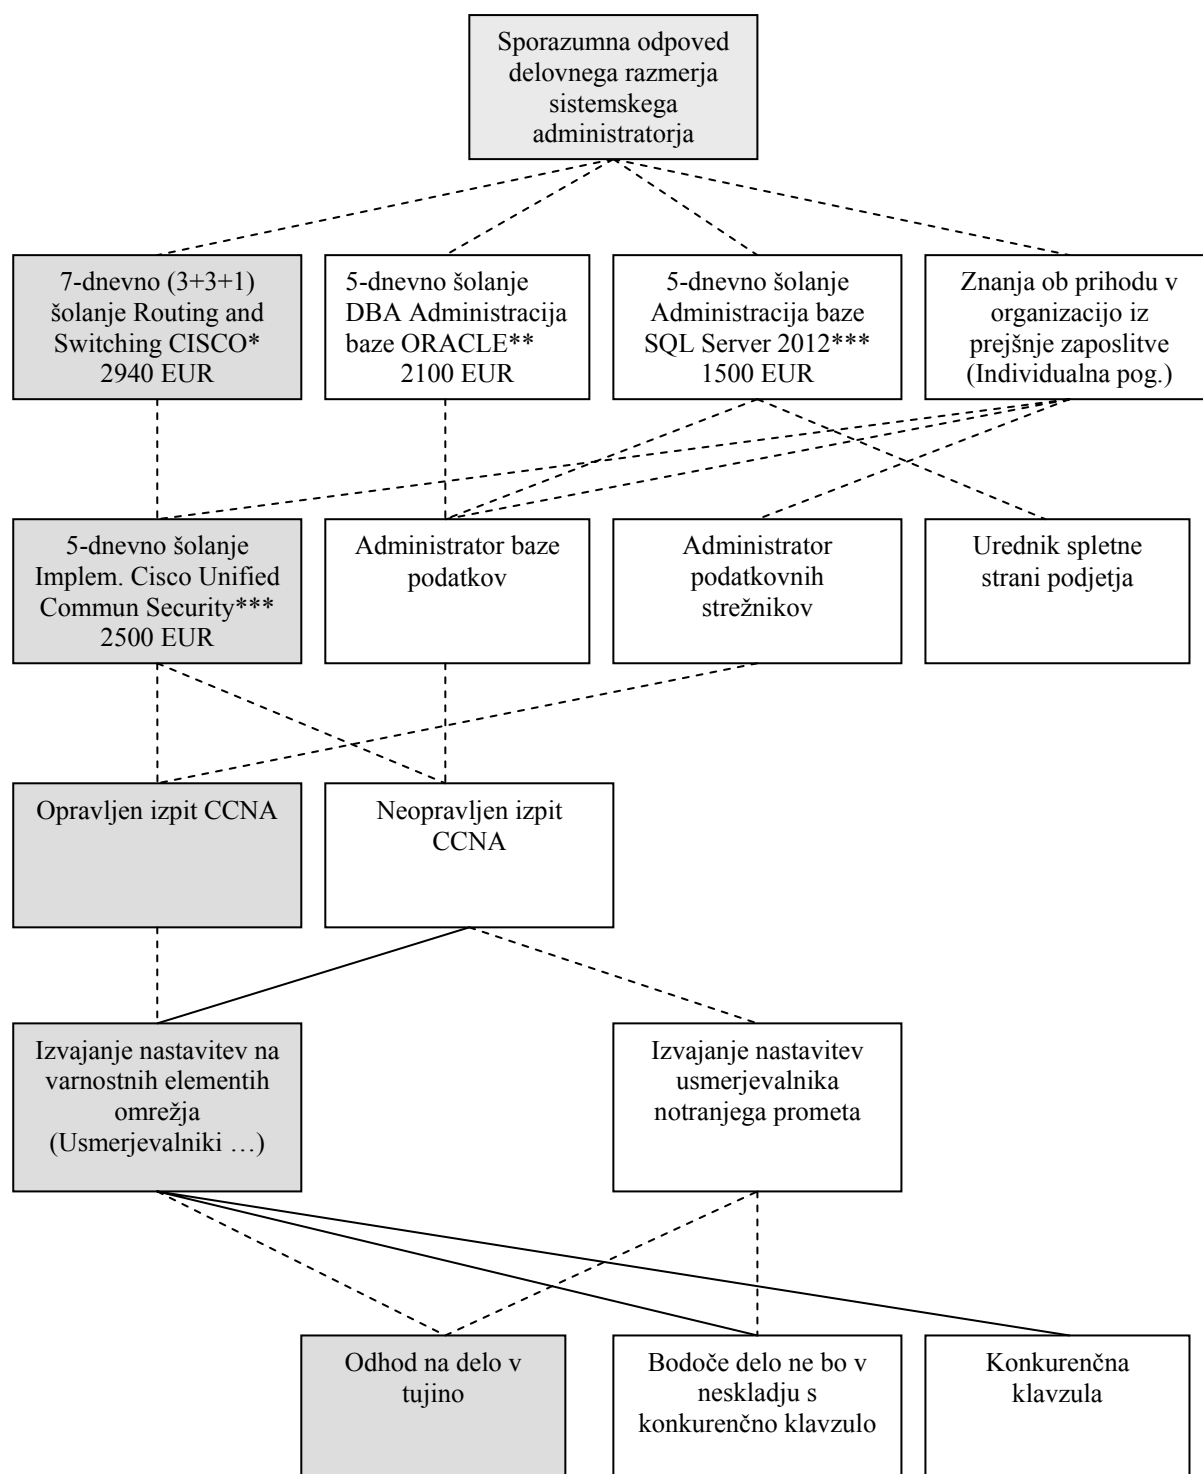 Sporazumna odpoved
delovnega razmerja
sistemskega
administratorja
7-dnevno (3+3+1)
šolanje Routing and
Switching CISCO*
2940 EUR
5-dnevno šolanje
DBA Administracija
baze ORACLE**
2100 EUR
5-dnevno šolanje
Administracija baze
SQL Server 2012***
1500 EUR
Znanja ob prihodu v
organizacijo iz
prejšnje zaposlitve
(Individualna pog.)
5-dnevno šolanje
Implem. Cisco Unified
Commun Security***
2500 EUR
Administrator baze
podatkov
Administrator
podatkovnih
strežnikov
Urednik spletne
strani podjetja
Opravljen izpit CCNA
Neopravljen izpit
CCNA
Izvajanje nastavitev na
varnostnih elementih
omrežja
(Usmerjevalniki …)
Izvajanje nastavitev
usmerjevalnika
notranjega prometa
Odhod na delo v
tujino
Bodoče delo ne bo v
neskladju s
konkurenčno klavzulo
Konkurenčna
klavzula